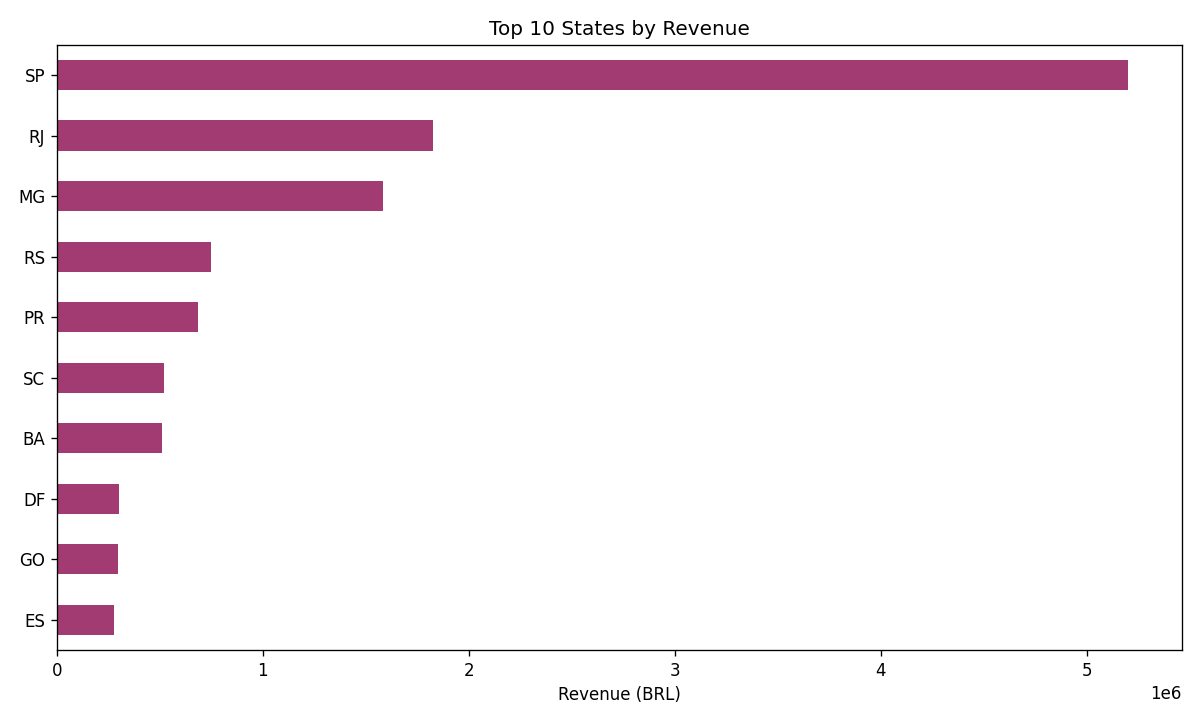 Top 10 States by Revenue
SP
RJ
MG
RS
PR
SC
BA
DF
GO
ES
0 1 2 3 4 5
Revenue (BRL)
1e6